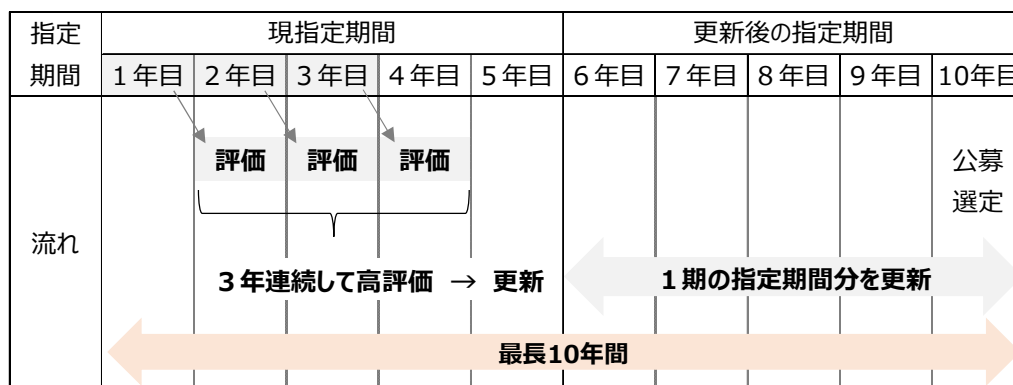 指定期間
現指定期間
更新後の指定期間
1年目
2年目
3年目
4年目
5年目
6年目
7年目
8年目
9年目
10年目
流れ
評価
評価
評価
公募
選定
3年連続して高評価 → 更新
1期の指定期間分を更新
最長10年間